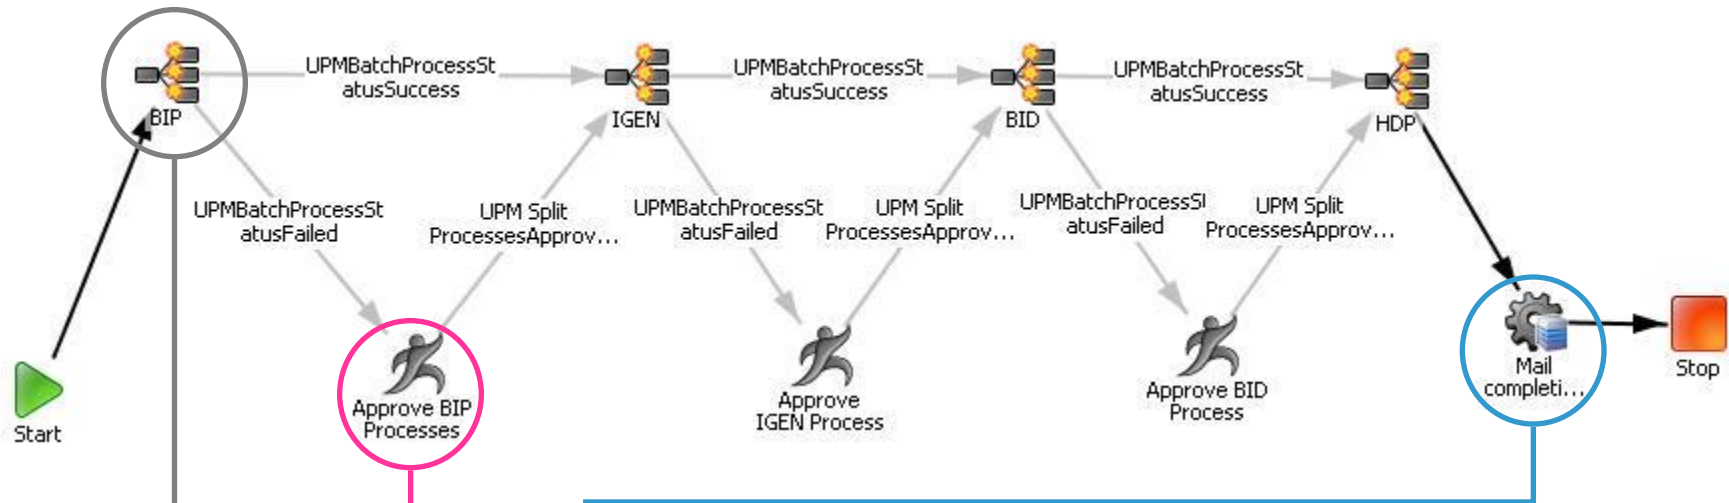 UPMBatchProcessSt
atusSuccess
UPMBatchProcessSt
atusSuccess
UPMBatchProcessSt
atusSuccess
BIP
IGEN
BID
HDP
UPMBatchProcessSt
atusFailed
UPM Split
ProcessesApprov...
UPMBatchProcessSt
atusFailed
UPM Split
ProcessesApprov...
UPMBatchProcessSt
atusFailed
UPM Split
ProcessesApprov...
Start
Approve BIP
Processes
Approve
IGEN Process
Approve BID
Process
Mail
completi...
Stop